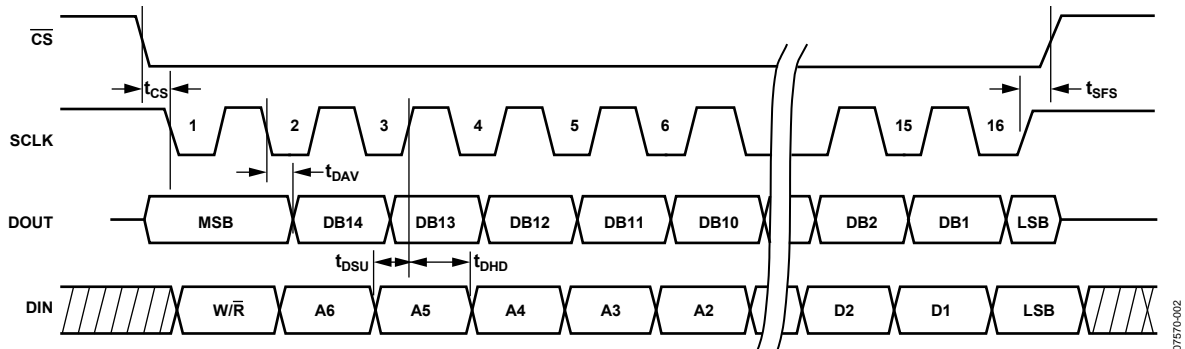 CS
tCS
tSFS
SCLK
1 2 3 4 5 6 15 16
tDAV
DOUT
MSB DB14 DB13 DB12 DB11 DB10 DB2 DB1 LSB
tDSU tDHD
DIN
W/R A6 A5 A4 A3 A2 D2 D1 LSB
07570-002